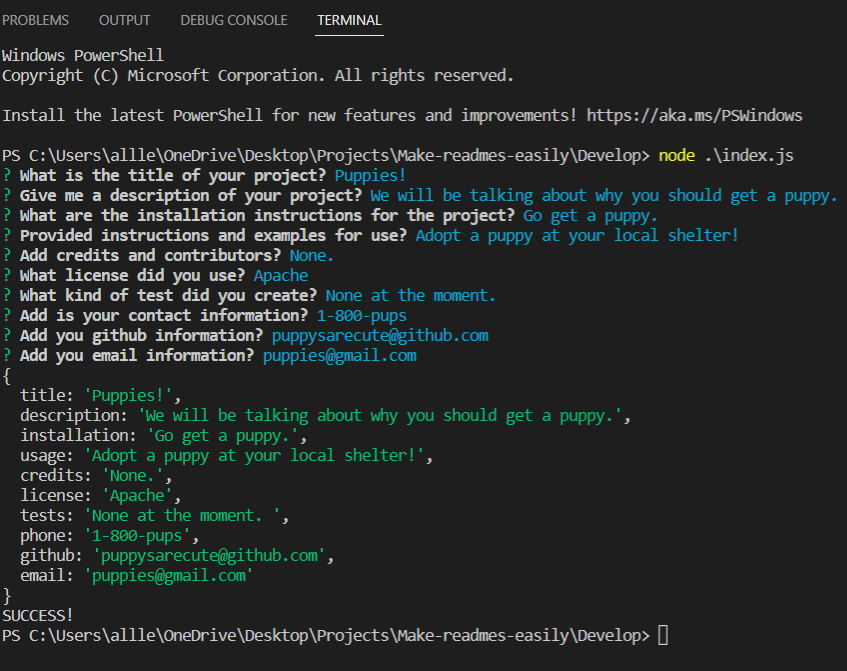 PROBLEMS OUTPUT DEBUG CONSOLE TERMINAL
Windows PowerShell
Copyright (C) Microsoft Corporation. All rights reserved.
Install the latest PowerShell for new features and improvements! https://aka.ms/PSWindows
PS C:\Users\allle\OneDrive\Desktop\Projects\Make-readmes-easily\Develop> node .\index.js
? What is the title of your project? Puppies!
? Give me a description of your project? We will be talking about why you should get a puppy.
? What are the installation instructions for the project? Go get a puppy.
? Provided instructions and examples for use? Adopt a puppy at your local shelter!
? Add credits and contributors? None.
? What license did you use? Apache
? What kind of test did you create? None at the moment.
? Add is your contact information? 1-800-pups
? Add you github information? puppysarecute@github.com
? Add you email information? puppies@gmail.com
{
  title: 'Puppies!',
  description: 'We will be talking about why you should get a puppy.',
  installation: 'Go get a puppy.',
  usage: 'Adopt a puppy at your local shelter!',
  credits: 'None.',
  license: 'Apache',
  tests: 'None at the moment. ',
  phone: '1-800-pups',
  github: 'puppysarecute@github.com',
  email: 'puppies@gmail.com'
}
SUCCESS!
PS C:\Users\allle\OneDrive\Desktop\Projects\Make-readmes-easily\Develop>